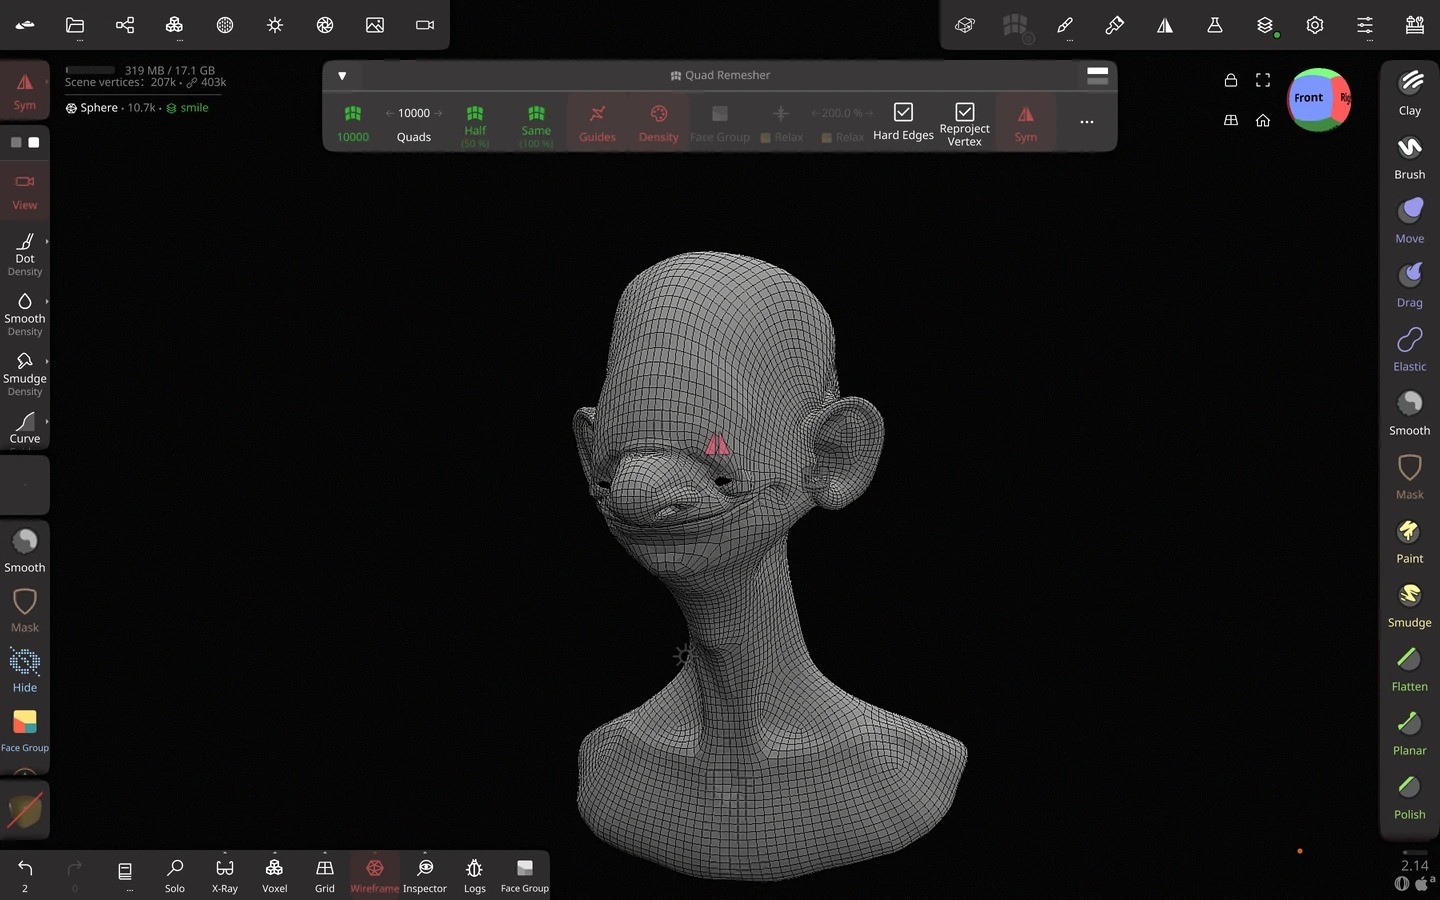 319 MB / 17.1 GB
Scene vertices: 207k • 403k
Sphere • 10.7k • smile
Sym
View
Dot
Density
Smooth
Density
Smudge
Density
Curve
Smooth
Mask
Hide
Face Group
Quad Remesher
10000
← 10000 →
Quads
Half
(50 %)
Same
(100 %)
Guides
Density
Face Group
Relax
←200.0 %→
Relax
Hard Edges
Reproject
Vertex
Sym
...
Front
Clay
Brush
Move
Drag
Elastic
Smooth
Mask
Paint
Smudge
Flatten
Planar
Polish
2
0
...
Solo
X-Ray
Voxel
Grid
Wireframe
Inspector
Logs
Face Group
2.14
a